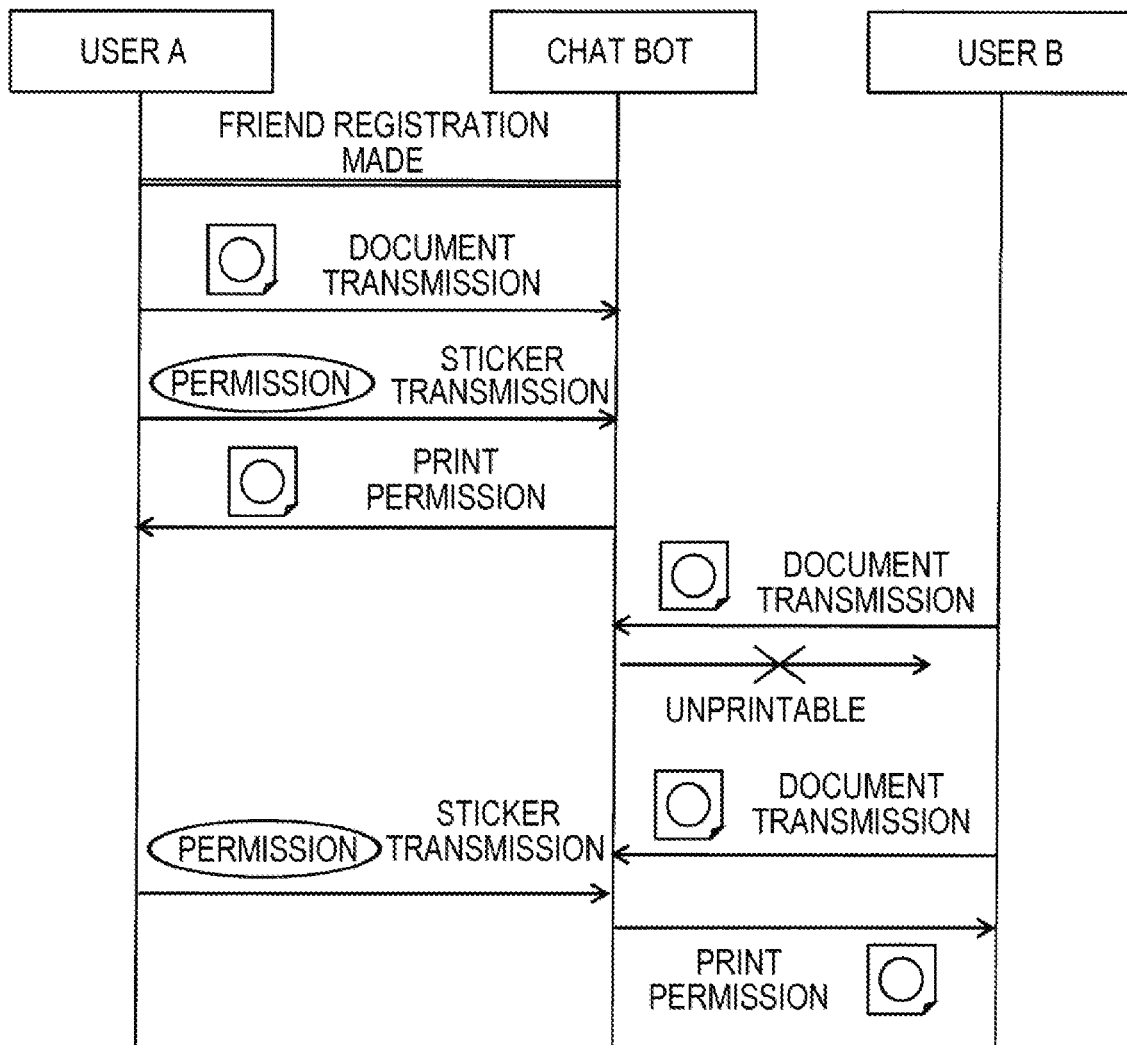 USER A
CHAT BOT
USER B
FRIEND REGISTRATION
MADE
DOCUMENT
TRANSMISSION
PERMISSION
STICKER
TRANSMISSION
PRINT
PERMISSION
DOCUMENT
TRANSMISSION
UNPRINTABLE
DOCUMENT
TRANSMISSION
PERMISSION
STICKER
TRANSMISSION
PRINT
PERMISSION